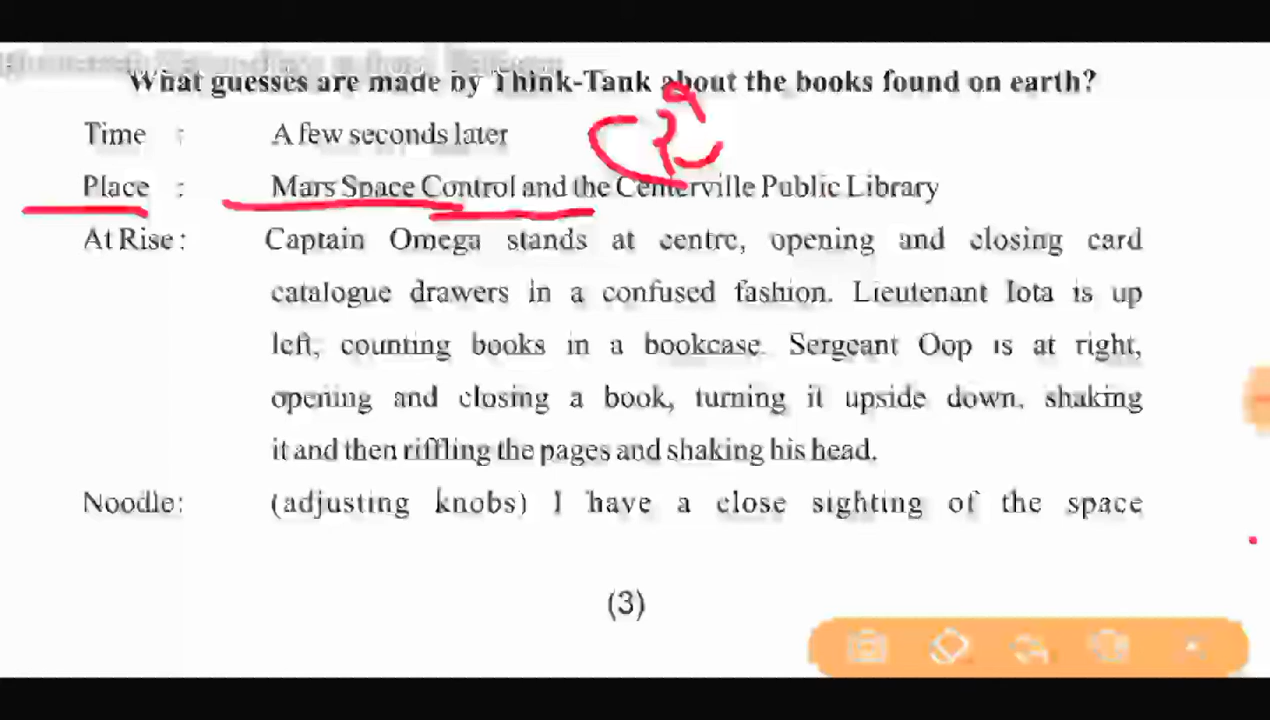 What guesses are made by Think-Tank about the books found on earth?
Time : A few seconds later
Place : Mars Space Control and the Centerville Public Library
At Rise: Captain Omega stands at centre, opening and closing card
catalogue drawers in a confused fashion. Lieutenant Iota is up
left, counting books in a bookcase. Sergeant Oop is at right,
opening and closing a book, turning it upside down, shaking
it and then riffling the pages and shaking his head.
Noodle: (adjusting knobs) I have a close sighting of the space
(3)